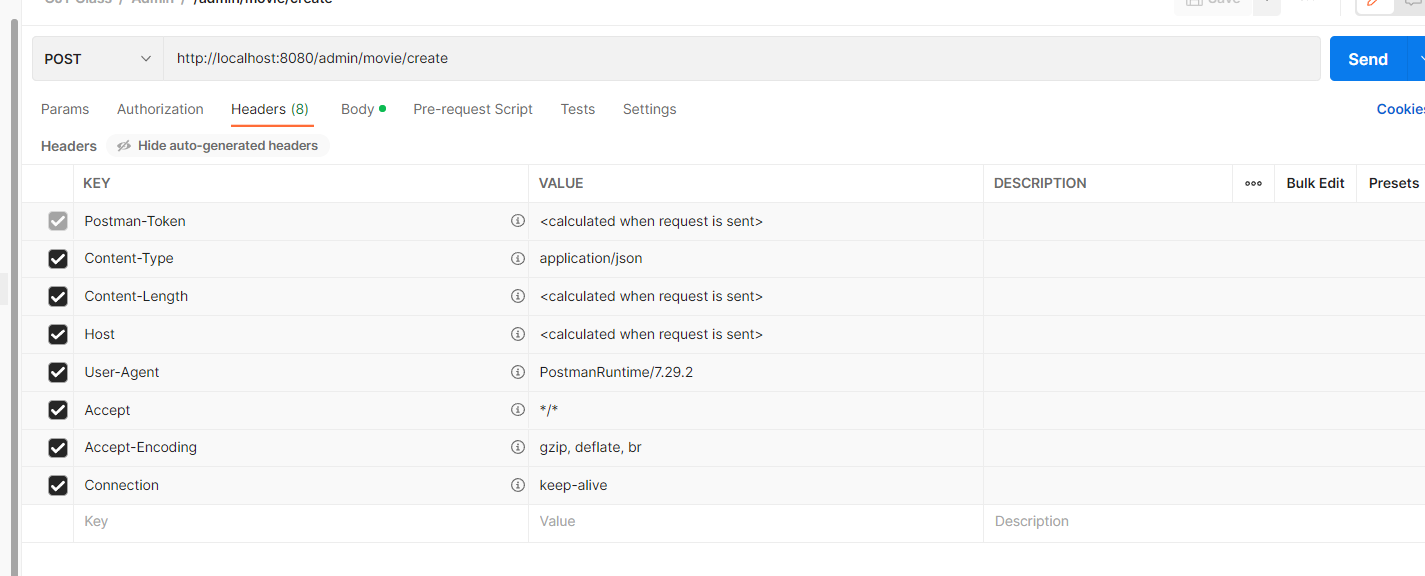 /admin/movie/create
Save
POST
http://localhost:8080/admin/movie/create
Send
Params Authorization Headers (8) Body Pre-request Script Tests Settings
Headers Hide auto-generated headers
KEY VALUE DESCRIPTION Bulk Edit Presets
Postman-Token <calculated when request is sent>
Content-Type application/json
Content-Length <calculated when request is sent>
Host <calculated when request is sent>
User-Agent PostmanRuntime/7.29.2
Accept */*
Accept-Encoding gzip, deflate, br
Connection keep-alive
Key Value Description